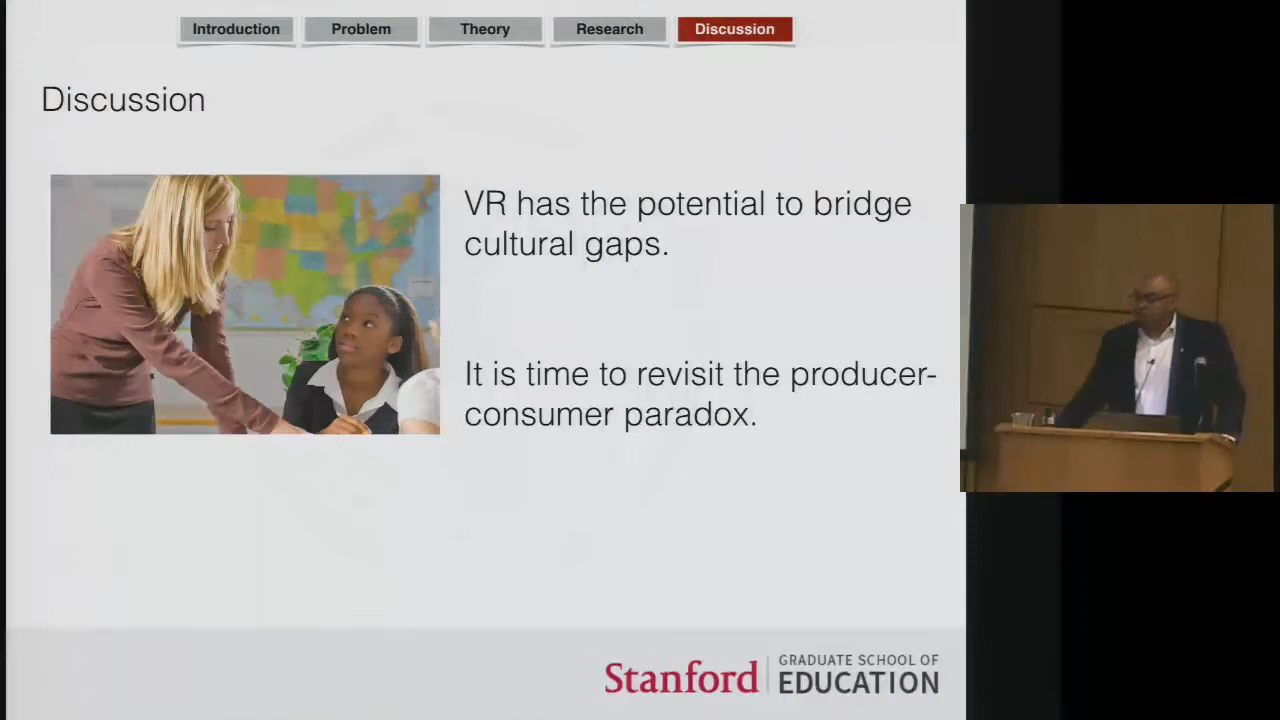 Introduction
Problem
Theory
Research
Discussion
Discussion
VR has the potential to bridge
cultural gaps.
It is time to revisit the producer-
consumer paradox.
Stanford
GRADUATE SCHOOL OF
EDUCATION